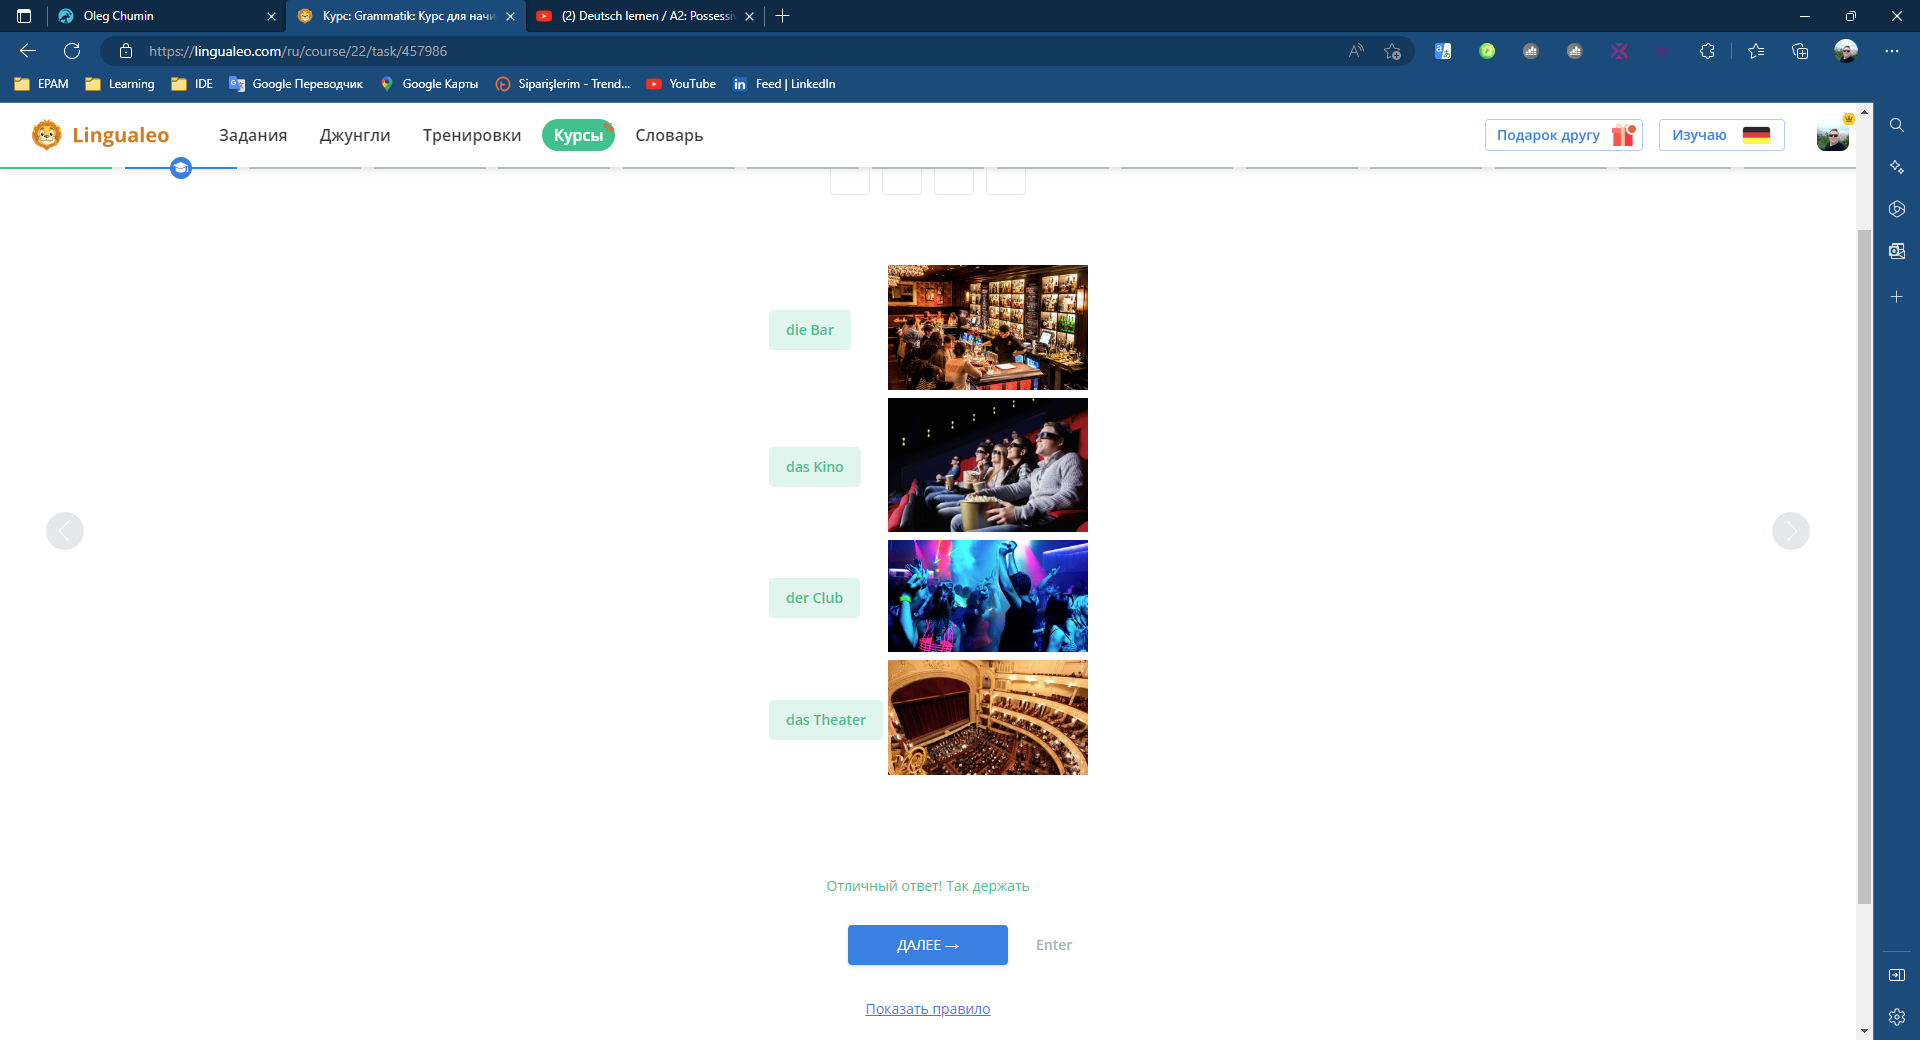 Oleg Chumin
Курс: Grammatik: Курс для начи
(2) Deutsch lernen / A2: Possessi
https://lingualeo.com/ru/course/22/task/457986
EPAM
Learning
IDE
Google Переводчик
Google Карты
Siparişlerim - Trend...
YouTube
Feed | LinkedIn
Lingualeo
Задания
Джунгли
Тренировки
Курсы
Словарь
Подарок другу
Изучаю
die Bar
das Kino
der Club
das Theater
Отличный ответ! Так держать
ДАЛЕЕ →
Enter
Показать правило